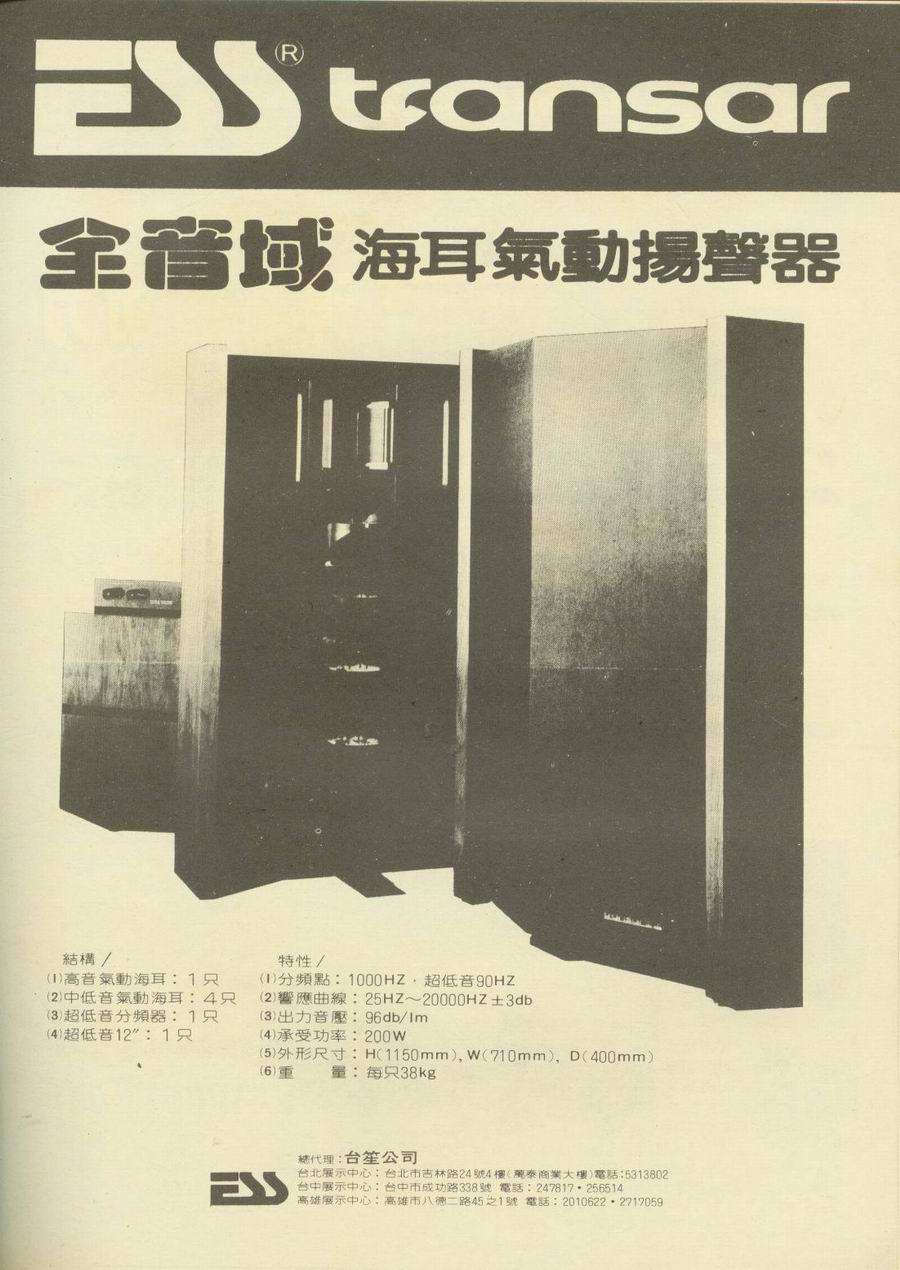 ESS® transar
全音域 海耳氣動揚聲器
結構/
(1)高音氣動海耳：1只
(2)中低音氣動海耳：4只
(3)超低音分頻器：1只
(4)超低音12″：1只
特性/
(1)分頻點：1000HZ・超低音90HZ
(2)響應曲線：25HZ～20000HZ±3db
(3)出力音壓：96db/lm
(4)承受功率：200W
(5)外形尺寸：H(1150mm), W(710mm), D(400mm)
(6)重　量：每只38kg
總代理：台笙公司
ESS
台北展示中心：台北市吉林路24號4樓(萬泰商業大樓)電話:5313802
台中展示中心：台中市成功路338號 電話：247817・256514
高雄展示中心：高雄市八德二路45之1號 電話：2010622・2717059